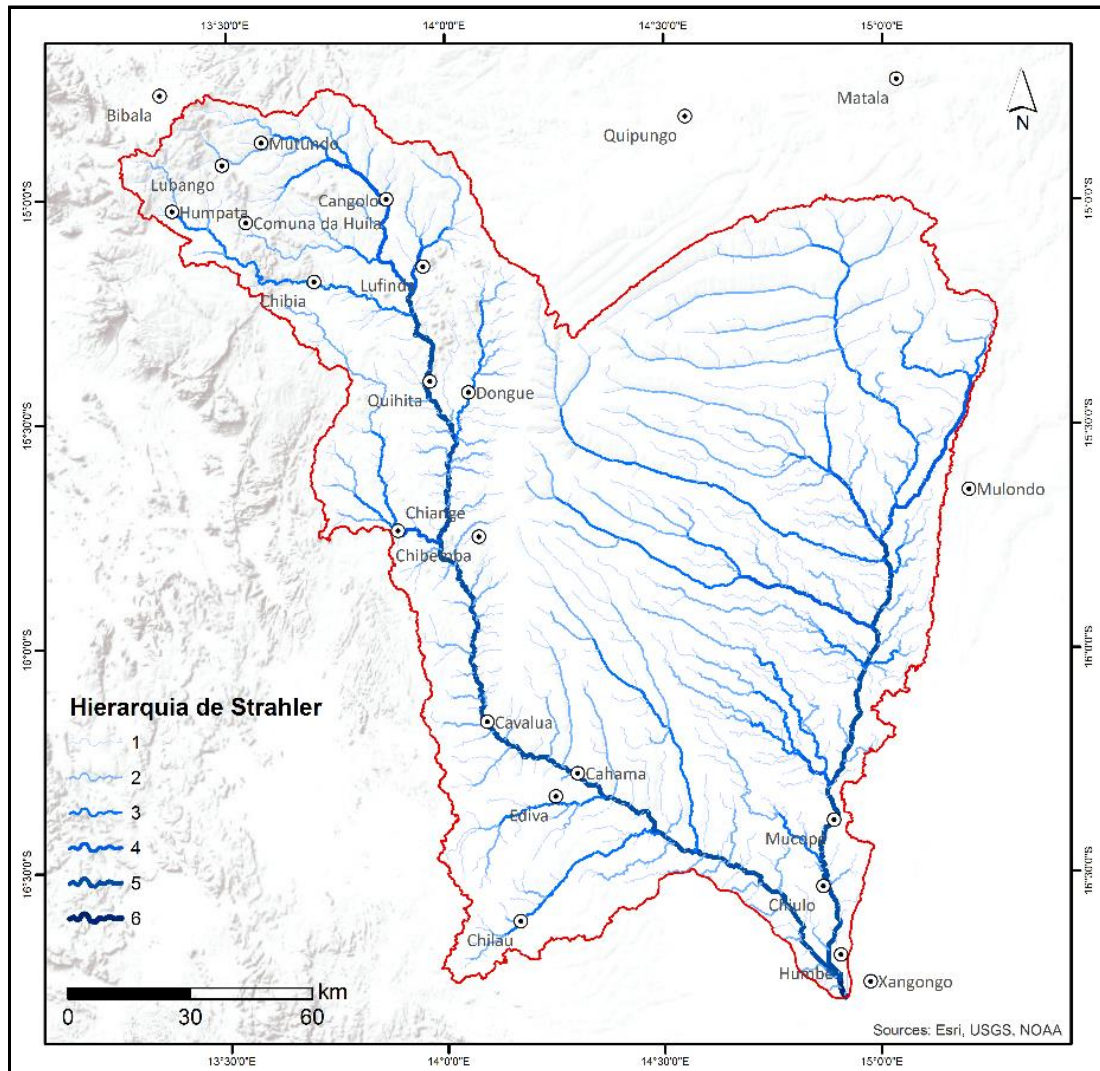 13°30'0"E 14°0'0"E 14°30'0"E 15°0'0"E
N
Bibala
Matala
Quipungo
Mutundo
Lubango
Cangolo
Humpata
Comuna da Huila
15°0'0"S 15°0'0"S
Lufinda
Chibia
Quihita
Dongue
15°30'0"S 15°30'0"S
Mulondo
Chiange
Chibemba
16°0'0"S 16°0'0"S
Hierarquia de Strahler
1
2
3
4
5
6
Cavalua
Cahama
Ediva
Mucope
16°30'0"S 16°30'0"S
Chilau
Humbe
Xangongo
km
0 30 60
Sources: Esri, USGS, NOAA
13°30'0"E 14°0'0"E 14°30'0"E 15°0'0"E